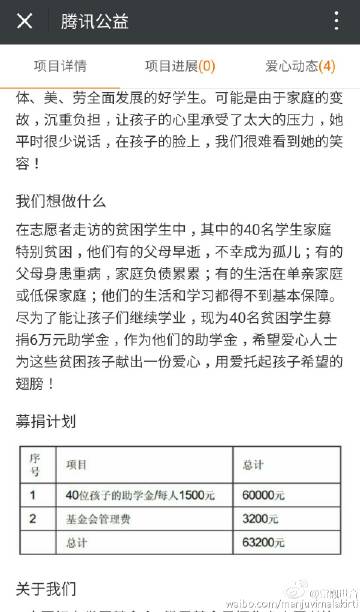 腾讯公益
项目详情 项目进展(0) 爱心动态(4)
体、美、劳全面发展的好学生。可能是由于家庭的变
故，沉重负担，让孩子的心里承受了太大的压力，她
平时很少说话，在孩子的脸上，我们很难看到她的笑
容！
我们想做什么
在志愿者走访的贫困学生中，其中的40名学生家庭
特别贫困，他们有的父母早逝，不幸成为孤儿；有的
父母身患重病，家庭负债累累；有的生活在单亲家庭
或低保家庭；他们的生活和学习都得不到基本保障。
尽为了能让孩子们继续学业，现为40名贫困学生募
捐6万元助学金，作为他们的助学金，希望爱心人士
为这些贫困孩子献出一份爱心，用爱托起孩子希望的
翅膀！
募捐计划
序号 项目 总计
1 40位孩子的助学金/每人1500元 60000元
2 基金会管理费 3200元
总计 63200元
关于我们
weibo.com/manjuvimalakirti